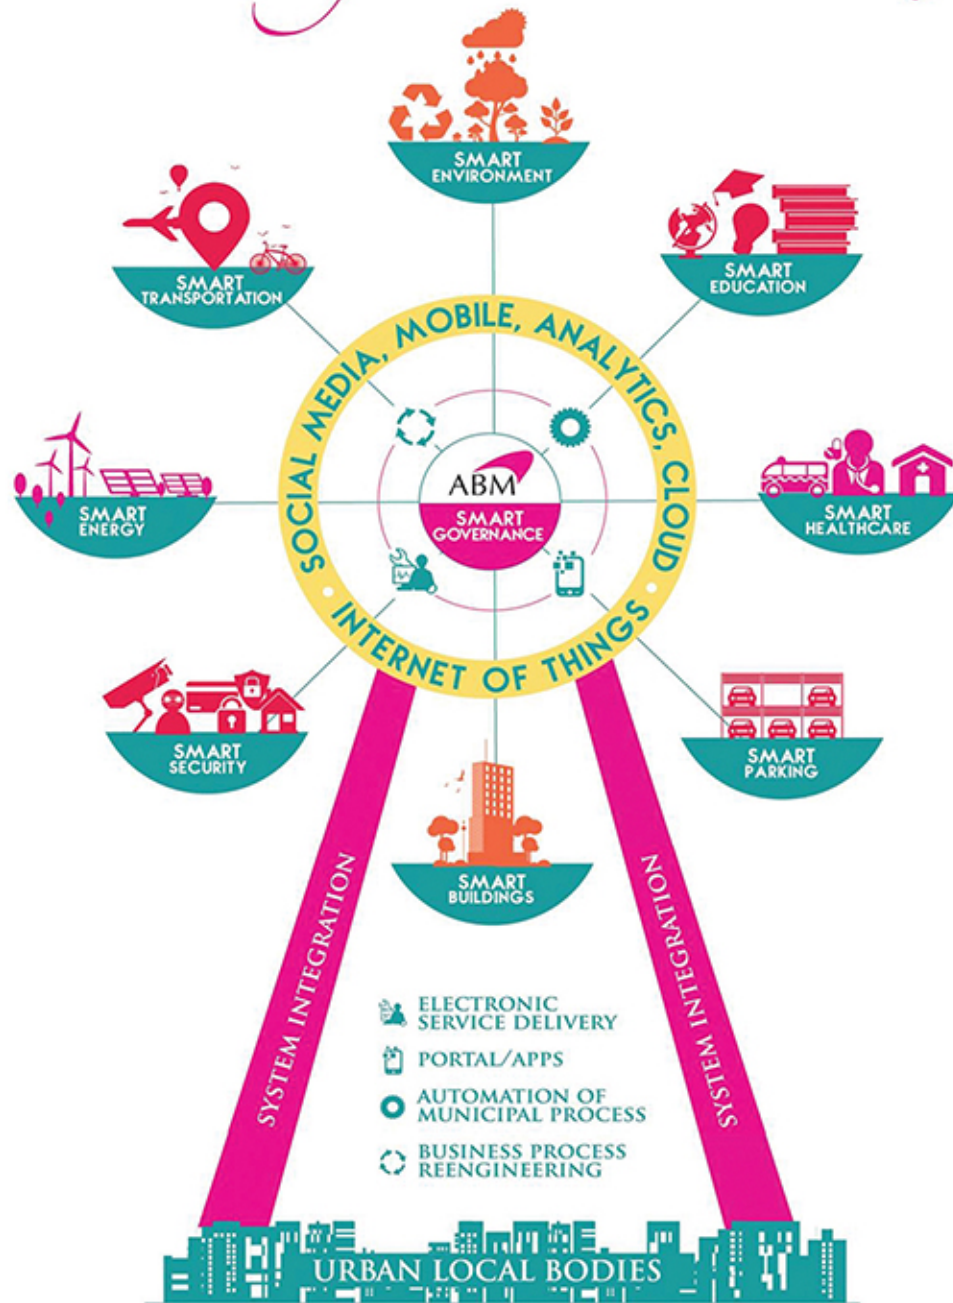 SMART
ENVIRONMENT
SMART
TRANSPORTATION
SMART
EDUCATION
SOCIAL MEDIA, MOBILE, ANALYTICS, CLOUD
ABM
SMART
GOVERNANCE
SMART
ENERGY
SMART
HEALTHCARE
INTERNET OF THINGS
SMART
SECURITY
SMART
PARKING
SMART
BUILDINGS
SYSTEM INTEGRATION
SYSTEM INTEGRATION
ELECTRONIC
SERVICE DELIVERY
PORTAL/APPS
AUTOMATION OF
MUNICIPAL PROCESS
BUSINESS PROCESS
REENGINEERING
URBAN LOCAL BODIES